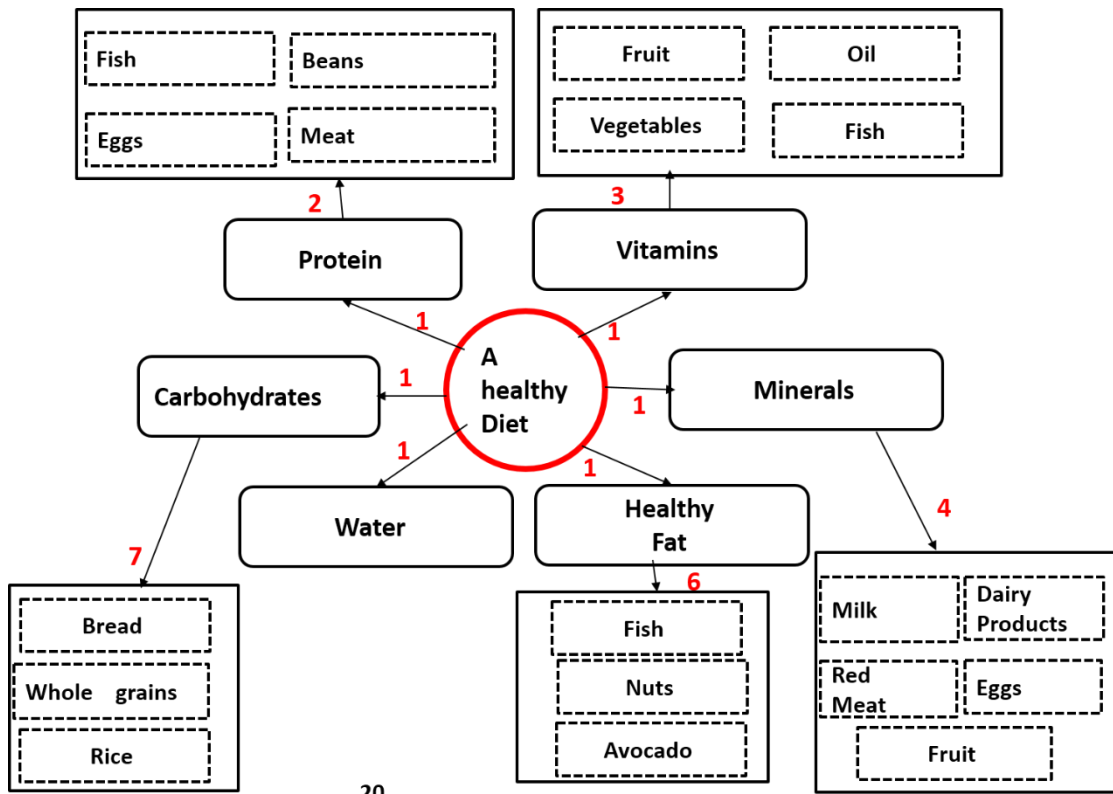 Fish
Beans
Eggs
Meat
Fruit
Oil
Vegetables
Fish
2
3
Protein
Vitamins
1
1
A
healthy
Diet
Carbohydrates
1
Minerals
1
1
1
Water
Healthy
Fat
7
6
4
Bread
Whole grains
Rice
Fish
Nuts
Avocado
Milk
Dairy
Products
Red
Meat
Eggs
Fruit
20